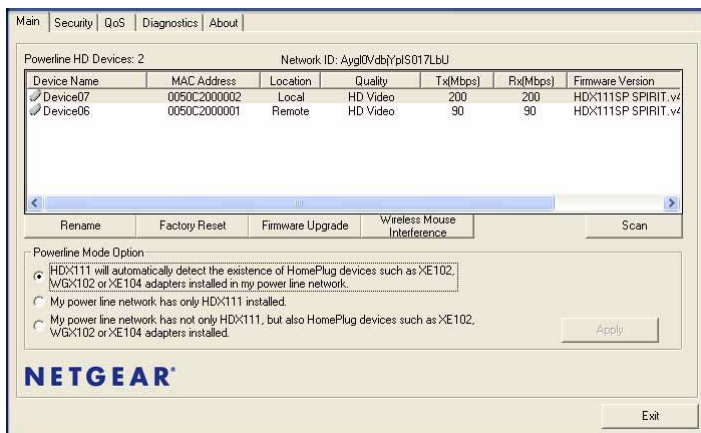 Main Security QoS Diagnostics About
Powerline HD Devices: 2 Network ID: Aygl0VdbjYplS017LbU
Device Name MAC Address Location Quality Tx(Mbps) Rx(Mbps) Firmware Version
Device07 0050C2000002 Local HD Video 200 200 HDX111SP SPIRIT.v4
Device06 0050C2000001 Remote HD Video 90 90 HDX111SP SPIRIT.v4
Rename Factory Reset Firmware Upgrade Wireless Mouse
Interference Scan
Powerline Mode Option
HDX111 will automatically detect the existence of HomePlug devices such as XE102,
WGX102 or XE104 adapters installed in my power line network.
My power line network has only HDX111 installed.
My power line network has not only HDX111, but also HomePlug devices such as XE102,
WGX102 or XE104 adapters installed.
Apply
NETGEAR®
Exit